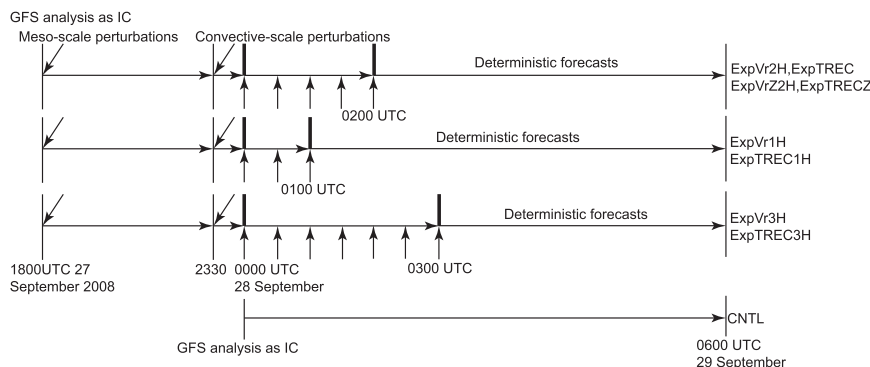 GFS analysis as IC
Meso-scale perturbations
Convective-scale perturbations
Deterministic forecasts
ExpVr2H,ExpTREC
ExpVrZ2H,ExpTRECZ
0200 UTC
Deterministic forecasts
ExpVr1H
ExpTREC1H
0100 UTC
Deterministic forecasts
ExpVr3H
ExpTREC3H
1800UTC 27
September 2008
2330
0000 UTC
28 September
0300 UTC
CNTL
GFS analysis as IC
0600 UTC
29 September